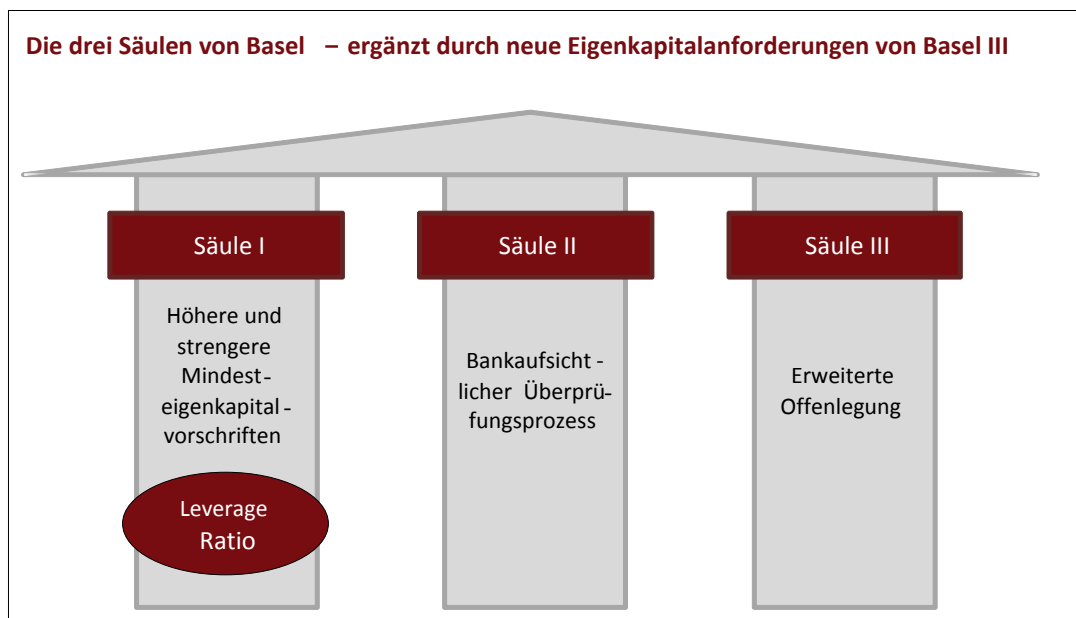 Die drei Säulen von Basel – ergänzt durch neue Eigenkapitalanforderungen von Basel III
Säule I
Höhere und
strengere
Mindest-
eigenkapital-
vorschriften
Leverage
Ratio
Säule II
Bankaufsicht -
licher Überprü-
fungsprozess
Säule III
Erweiterte
Offenlegung